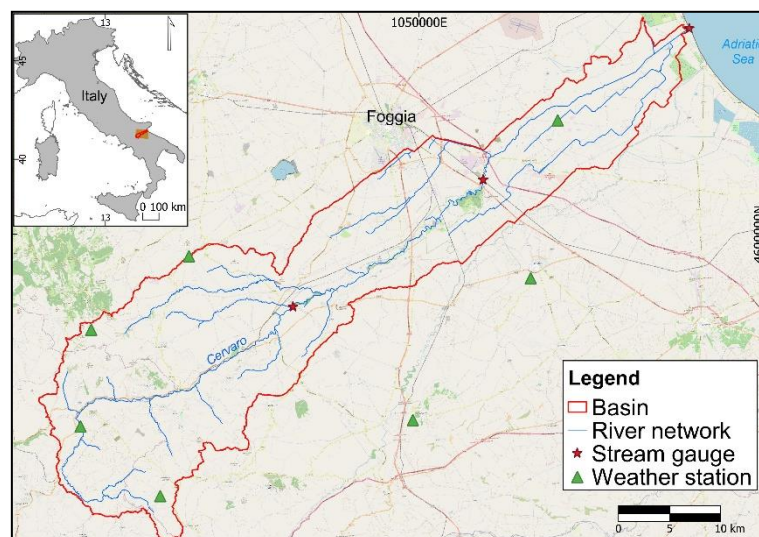 13
1050000E
45
Italy
40
13
0 100 km
Adriatic
Sea
Foggia
4600000N
Cervaro
Legend
Basin
River network
Stream gauge
Weather station
0 5 10 km